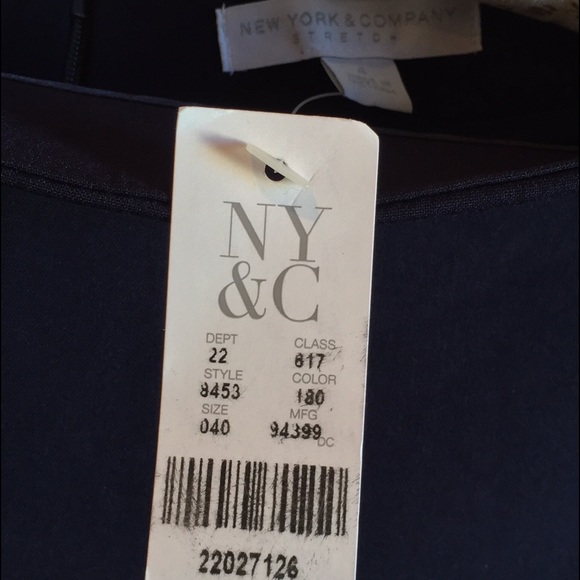 NEW YORK & COMPANY
STRETCH
NY
&C
DEPT CLASS
22 617
STYLE COLOR
8453 180
SIZE MFG
040 94399
DC
22027126